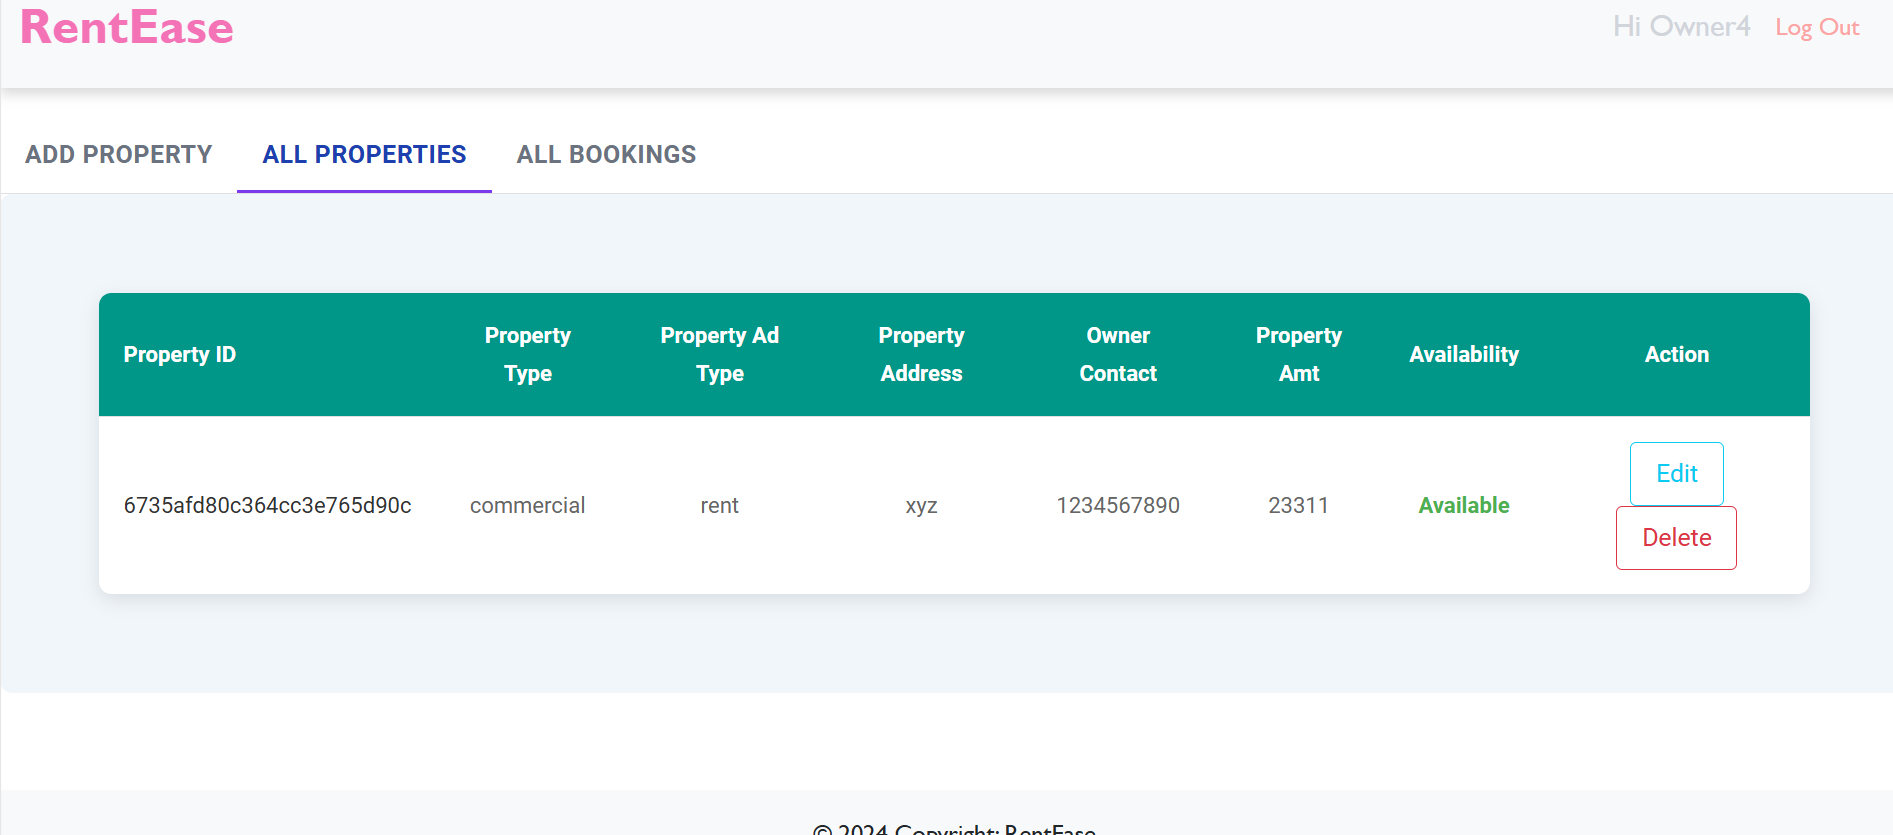 RentEase
Hi Owner4 Log Out
ADD PROPERTY ALL PROPERTIES ALL BOOKINGS
Property ID Property Type Property Ad Type Property Address Owner Contact Property Amt Availability Action
6735afd80c364cc3e765d90c commercial rent xyz 1234567890 23311 Available Edit
Delete
© 2024 Copyright: RentEase